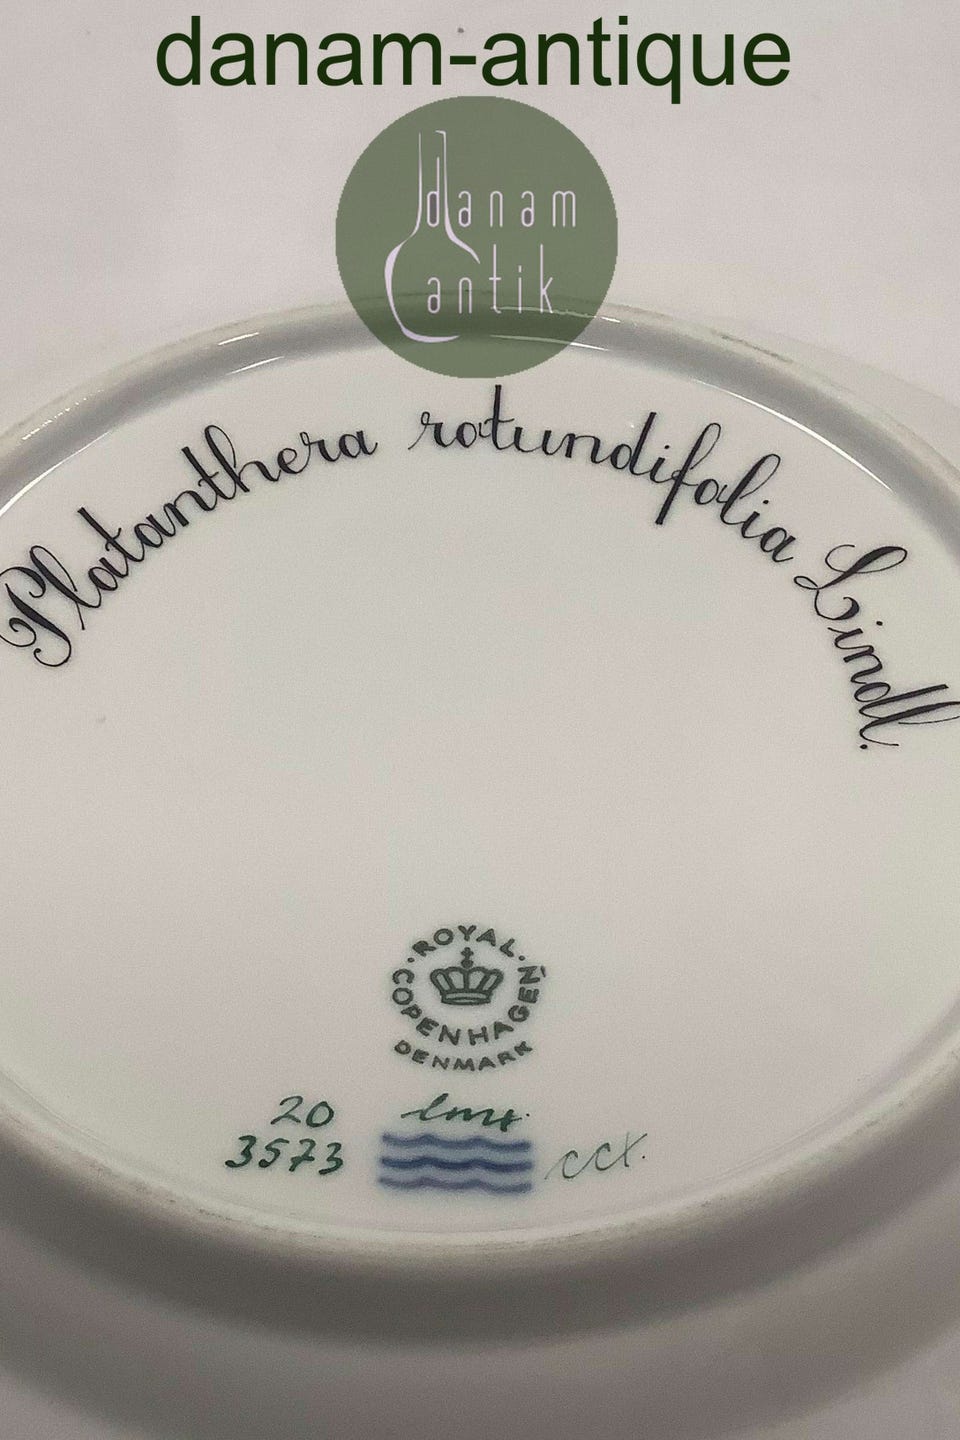 danam-antique
danam
antik
Platanthera rotundifolia Lindl.
ROYAL
COPENHAGEN
DENMARK
20
3573